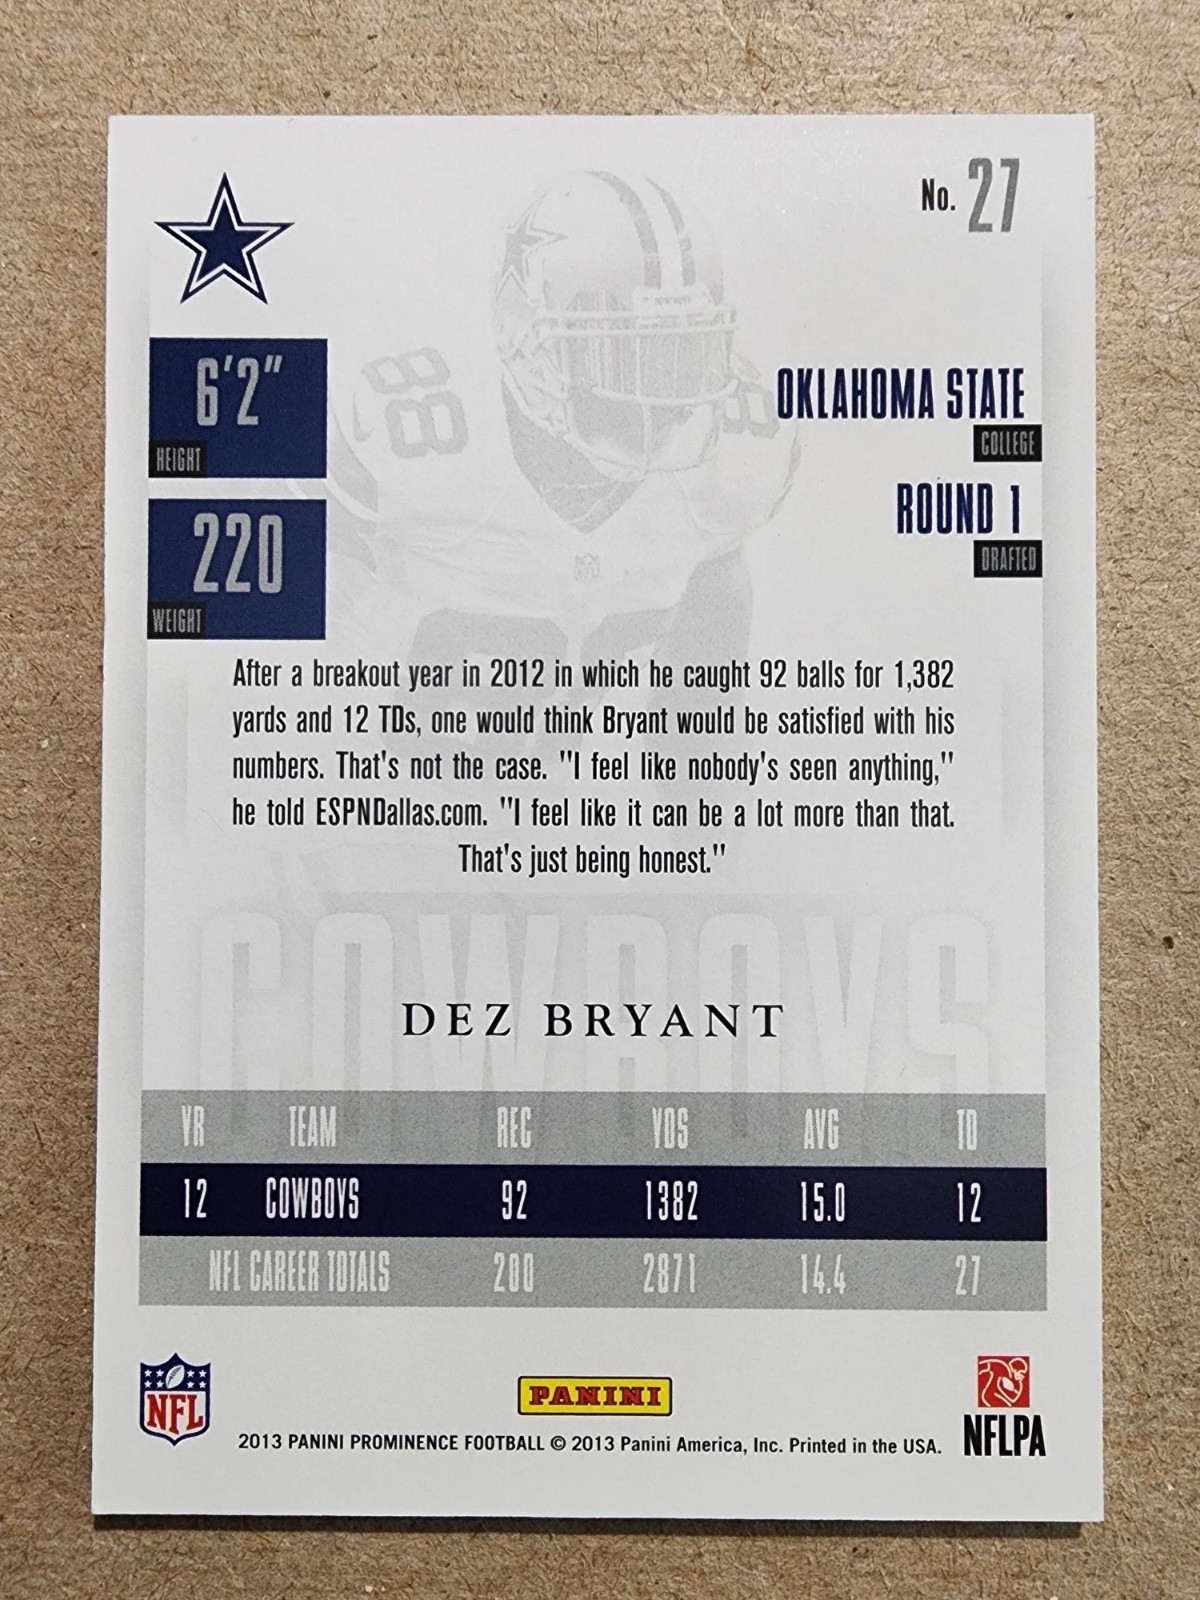 No. 27
6'2"
HEIGHT
220
WEIGHT
88
OKLAHOMA STATE
COLLEGE
ROUND 1
DRAFTED
After a breakout year in 2012 in which he caught 92 balls for 1,382
yards and 12 TDs, one would think Bryant would be satisfied with his
numbers. That's not the case. "I feel like nobody's seen anything,"
he told ESPNDallas.com. "I feel like it can be a lot more than that.
That's just being honest."
COWBOYS
DEZ BRYANT
YR TEAM REC YDS AVG TD
12 COWBOYS 92 1382 15.0 12
NFL CAREER TOTALS 200 2871 14.4 27
NFL
PANINI
NFLPA
2013 PANINI PROMINENCE FOOTBALL © 2013 Panini America, Inc. Printed in the USA.